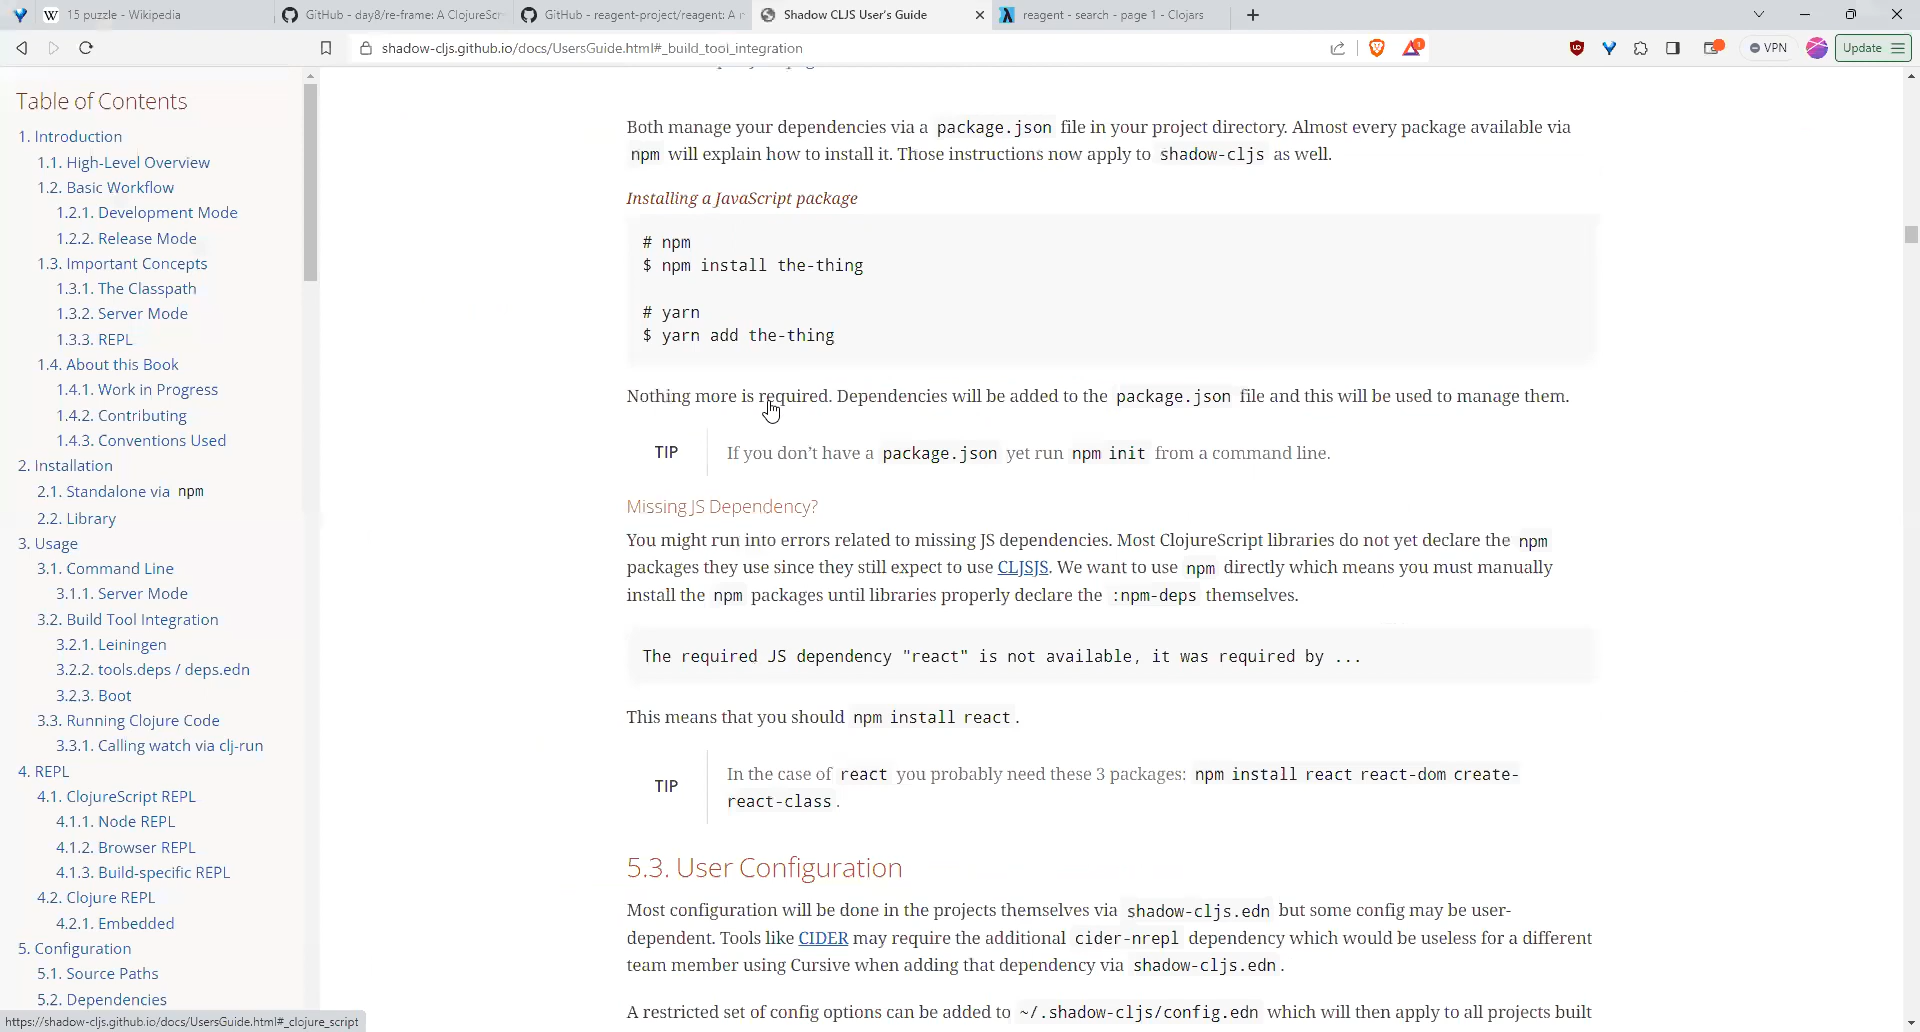 15 puzzle - Wikipedia
GitHub - day8/re-frame: A ClojureScr
GitHub - reagent-project/reagent: A n
Shadow CLJS User's Guide
reagent - search - page 1 - Clojars
shadow-cljs.github.io/docs/UsersGuide.html#_build_tool_integration
VPN
Update
Table of Contents
1. Introduction
1.1. High-Level Overview
1.2. Basic Workflow
1.2.1. Development Mode
1.2.2. Release Mode
1.3. Important Concepts
1.3.1. The Classpath
1.3.2. Server Mode
1.3.3. REPL
1.4. About this Book
1.4.1. Work in Progress
1.4.2. Contributing
1.4.3. Conventions Used
2. Installation
2.1. Standalone via npm
2.2. Library
3. Usage
3.1. Command Line
3.1.1. Server Mode
3.2. Build Tool Integration
3.2.1. Leiningen
3.2.2. tools.deps / deps.edn
3.2.3. Boot
3.3. Running Clojure Code
3.3.1. Calling watch via clj-run
4. REPL
4.1. ClojureScript REPL
4.1.1. Node REPL
4.1.2. Browser REPL
4.1.3. Build-specific REPL
4.2. Clojure REPL
4.2.1. Embedded
5. Configuration
5.1. Source Paths
5.2. Dependencies
https://shadow-cljs.github.io/docs/UsersGuide.html#_clojure_script
Both manage your dependencies via a package.json file in your project directory. Almost every package available via
npm will explain how to install it. Those instructions now apply to shadow-cljs as well.
Installing a JavaScript package
# npm
$ npm install the-thing
# yarn
$ yarn add the-thing
Nothing more is required. Dependencies will be added to the package.json file and this will be used to manage them.
TIP
If you don't have a package.json yet run npm init from a command line.
Missing JS Dependency?
You might run into errors related to missing JS dependencies. Most ClojureScript libraries do not yet declare the npm
packages they use since they still expect to use CLJSJS. We want to use npm directly which means you must manually
install the npm packages until libraries properly declare the :npm-deps themselves.
The required JS dependency "react" is not available, it was required by ...
This means that you should npm install react.
TIP
In the case of react you probably need these 3 packages: npm install react react-dom create-
react-class.
5.3. User Configuration
Most configuration will be done in the projects themselves via shadow-cljs.edn but some config may be user-
dependent. Tools like CIDER may require the additional cider-nrepl dependency which would be useless for a different
team member using Cursive when adding that dependency via shadow-cljs.edn.
A restricted set of config options can be added to ~/.shadow-cljs/config.edn which will then apply to all projects built